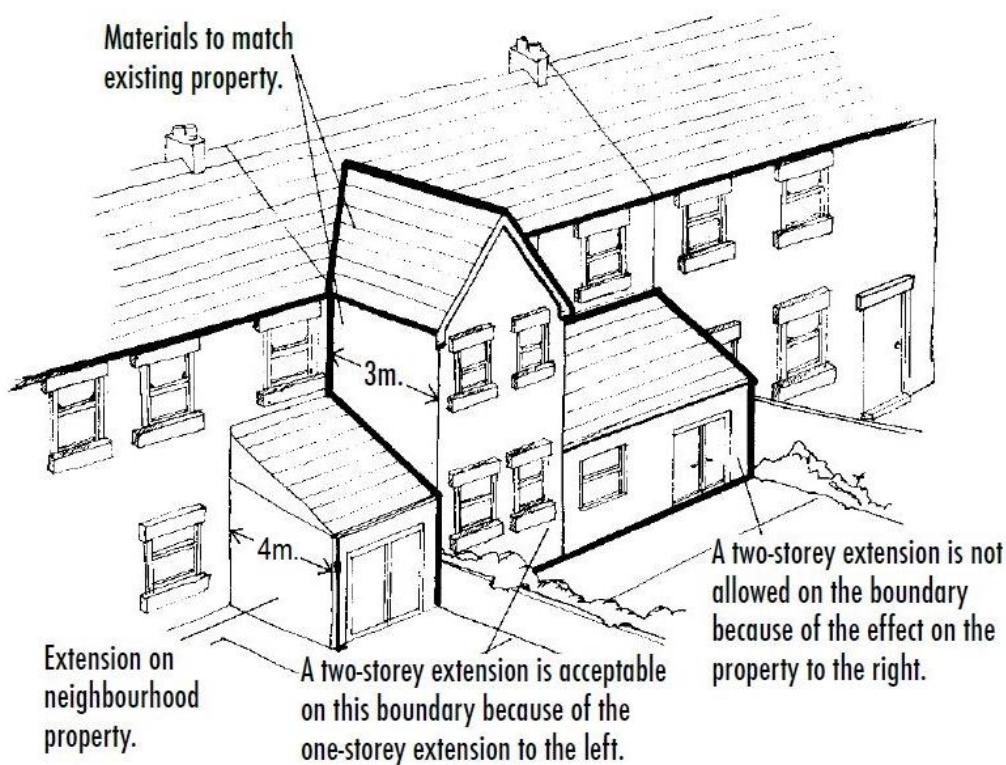 Materials to match
existing property.
3m.
4m.
Extension on
neighbourhood
property.
A two-storey extension is acceptable
on this boundary because of the
one-storey extension to the left.
A two-storey extension is not
allowed on the boundary
because of the effect on the
property to the right.